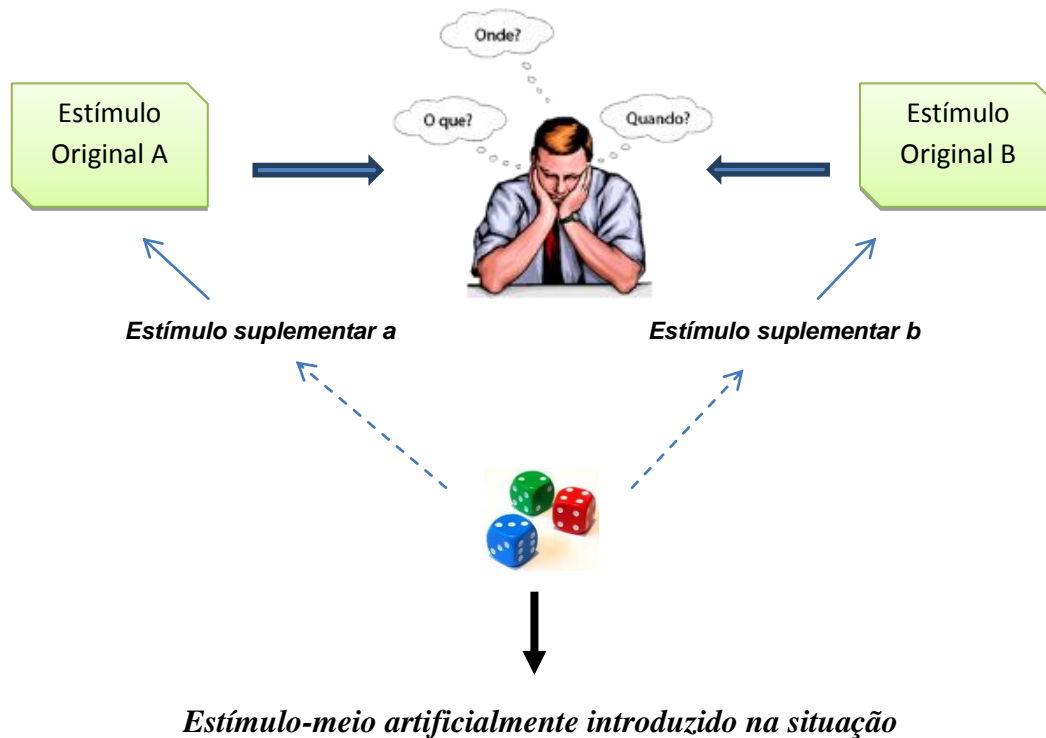 Onde?
O que?
Quando?
Estímulo
Original A
Estímulo
Original B
Estímulo suplementar a
Estímulo suplementar b
Estímulo-meio artificialmente introduzido na situação